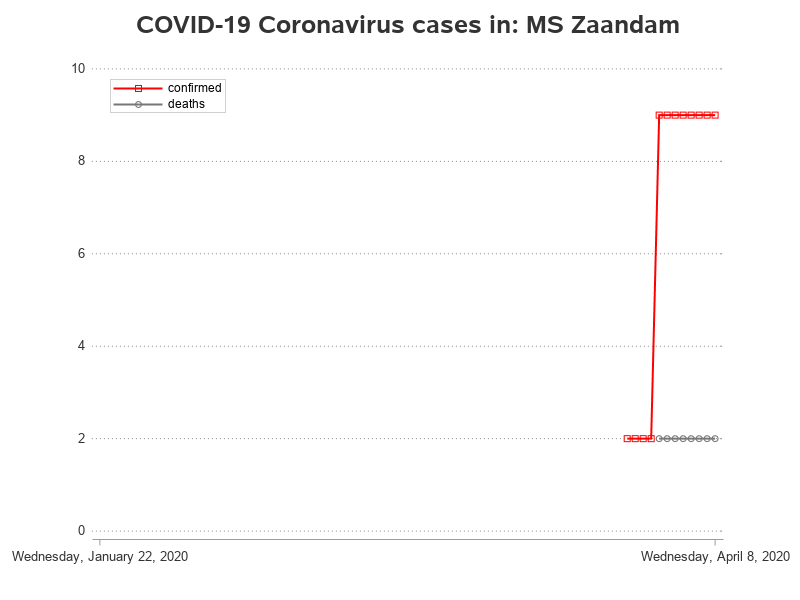 COVID-19 Coronavirus cases in: MS Zaandam
10
confirmed
deaths
8
6
4
2
0
Wednesday, January 22, 2020
Wednesday, April 8, 2020